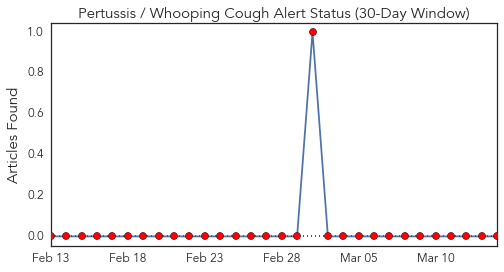 Pertussis / Whooping Cough Alert Status (30-Day Window)
Articles Found
1.0
0.8
0.6
0.4
0.2
0.0
Feb 13 Feb 18 Feb 23 Feb 28 Mar 05 Mar 10